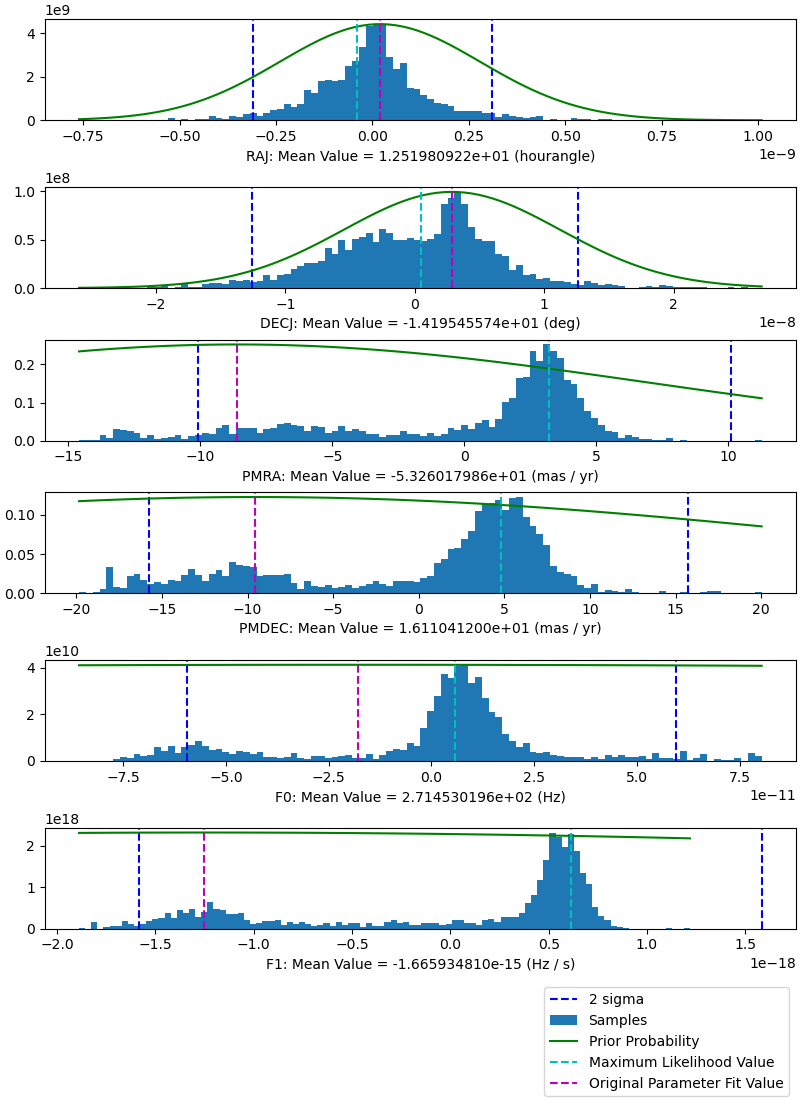 1e9
4
2
0
−0.75 −0.50 −0.25 0.00 0.25 0.50 0.75 1.00
1e−9
RAJ: Mean Value = 1.251980922e+01 (hourangle)
1e8
1.0
0.5
0.0
−2 −1 0 1 2
1e−8
DECJ: Mean Value = -1.419545574e+01 (deg)
0.2
0.1
0.0
−15 −10 −5 0 5 10
PMRA: Mean Value = -5.326017986e+01 (mas / yr)
0.10
0.05
0.00
−20 −15 −10 −5 0 5 10 15 20
PMDEC: Mean Value = 1.611041200e+01 (mas / yr)
1e10
4
2
0
−7.5 −5.0 −2.5 0.0 2.5 5.0 7.5
1e−11
F0: Mean Value = 2.714530196e+02 (Hz)
1e18
2
1
0
−2.0 −1.5 −1.0 −0.5 0.0 0.5 1.0 1.5
1e−18
F1: Mean Value = -1.665934810e-15 (Hz / s)
2 sigma
Samples
Prior Probability
Maximum Likelihood Value
Original Parameter Fit Value